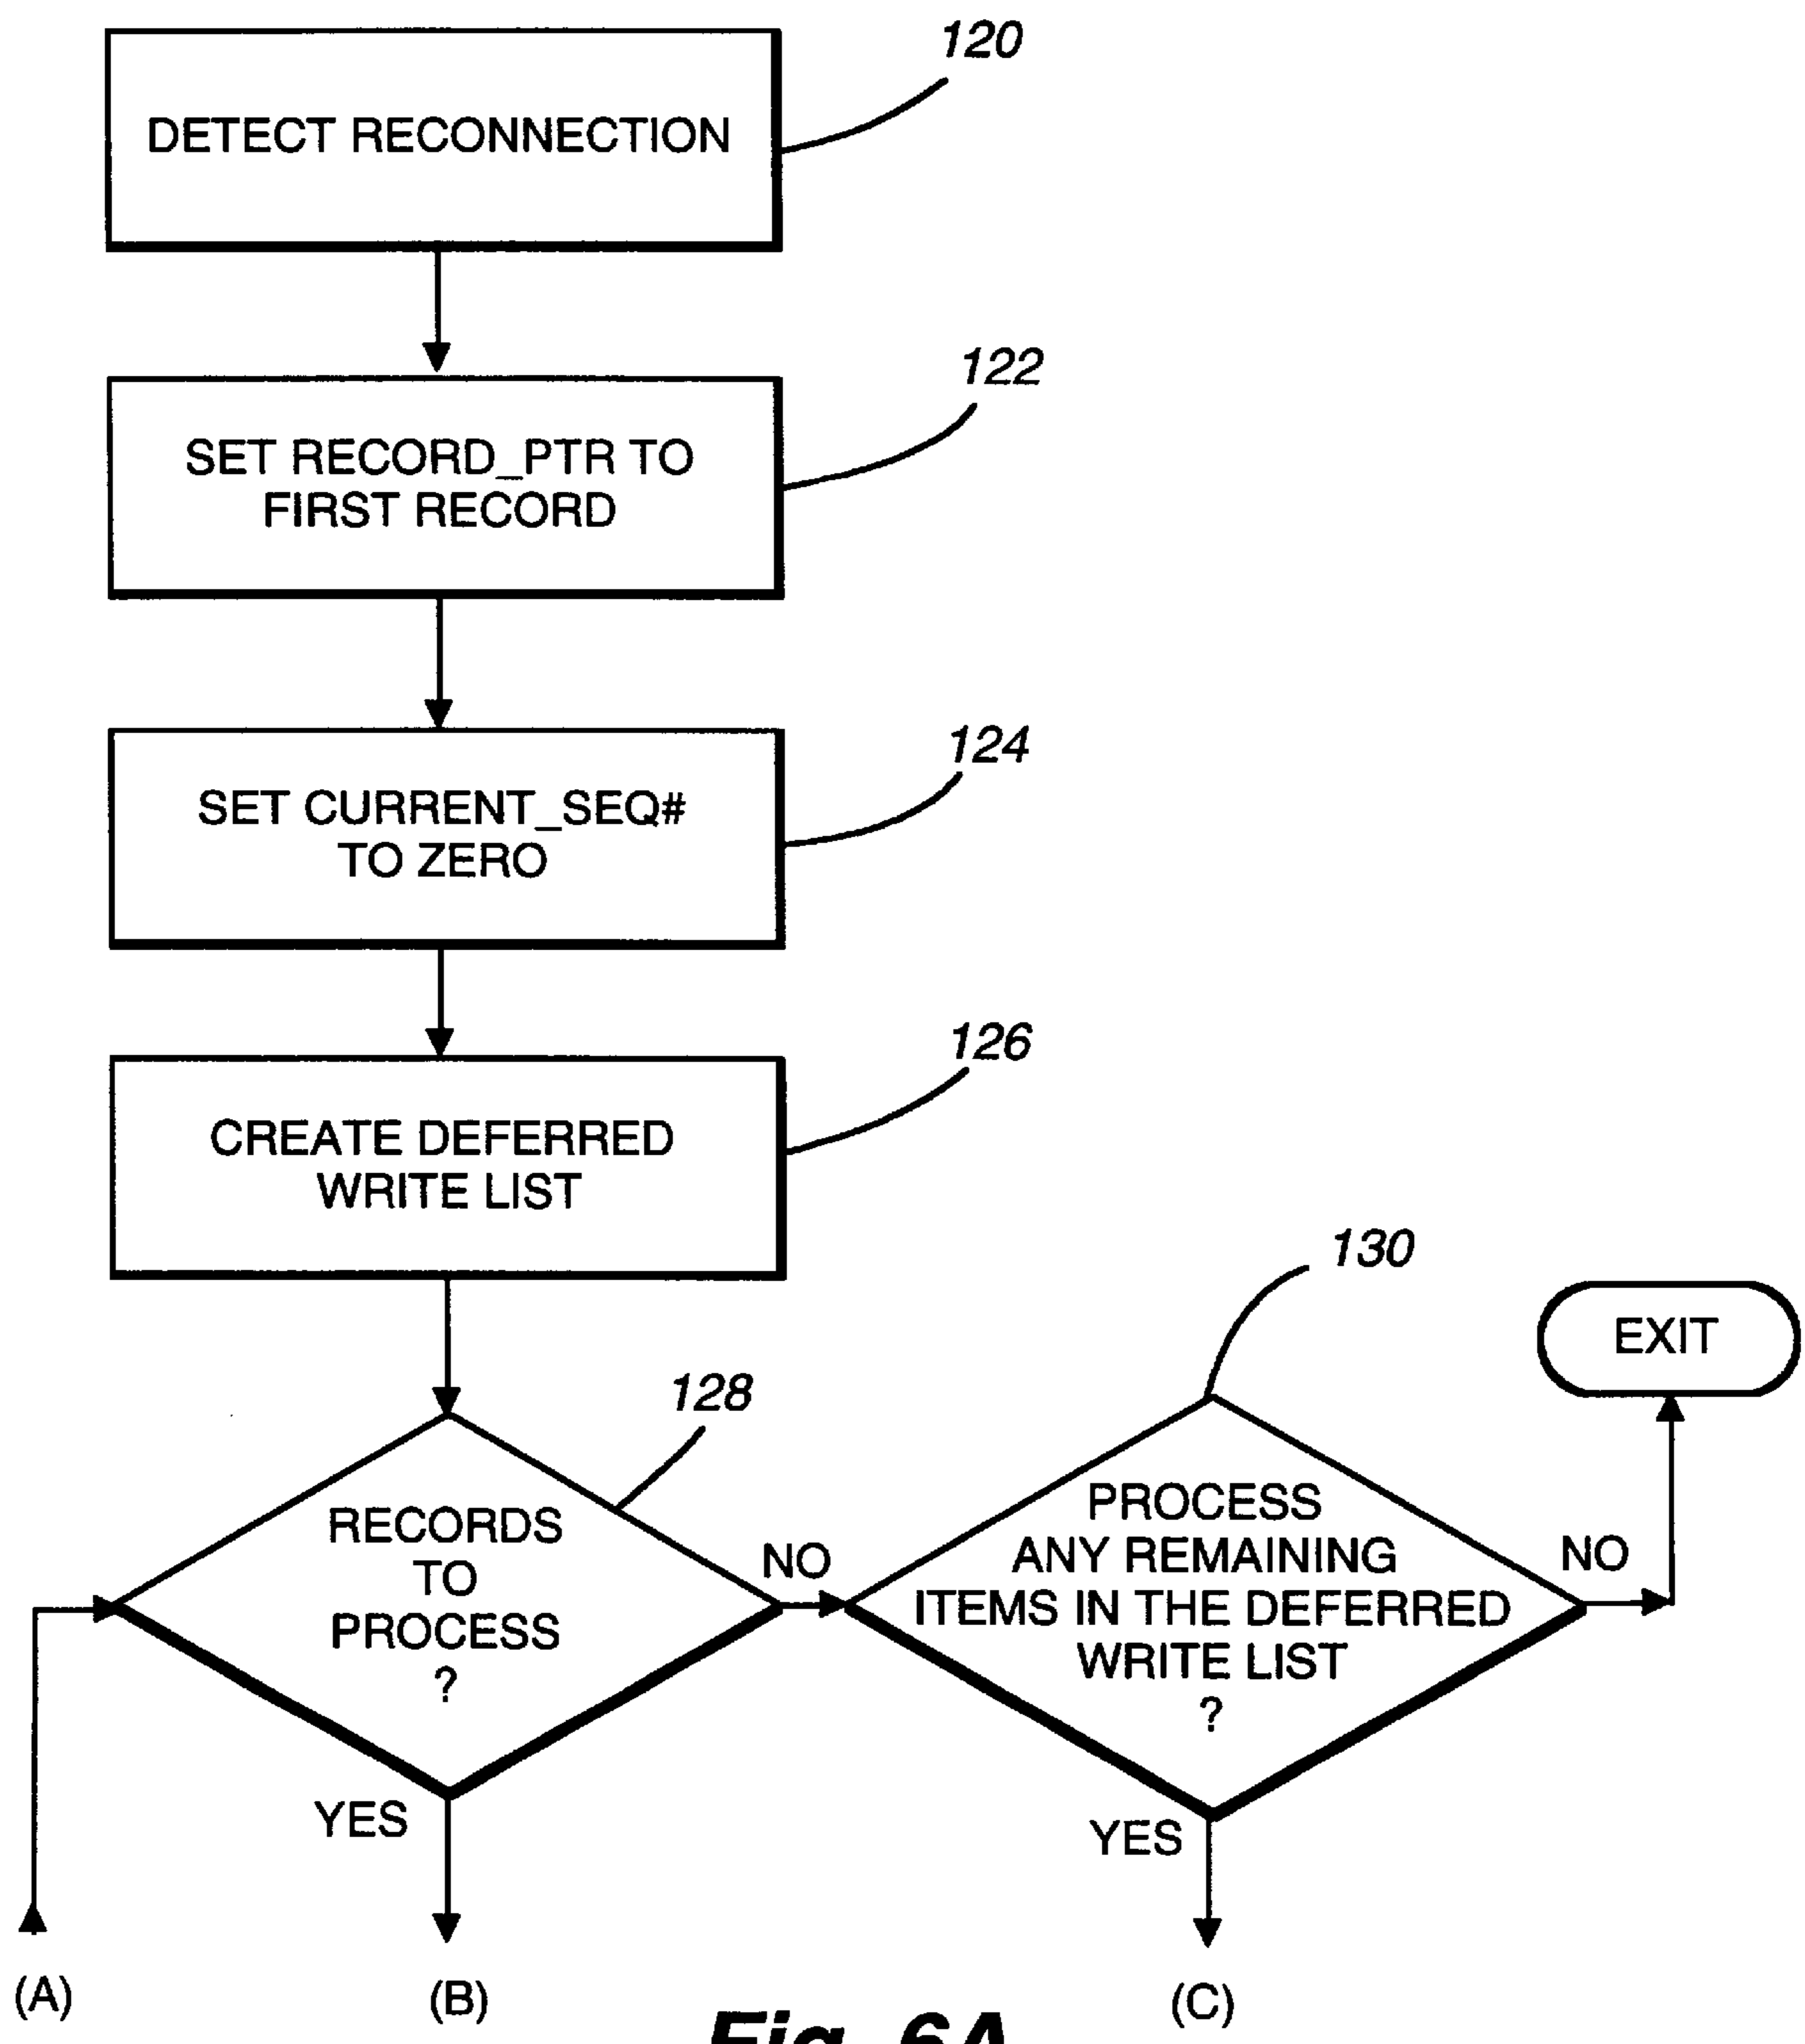 120
DETECT RECONNECTION
122
SET RECORD_PTR TO
FIRST RECORD
124
SET CURRENT_SEQ#
TO ZERO
126
CREATE DEFERRED
WRITE LIST
130
EXIT
128
RECORDS
TO
PROCESS
?
NO
PROCESS
ANY REMAINING
ITEMS IN THE DEFERRED
WRITE LIST
?
NO
YES
YES
(A)
(B)
(C)
Fig. 6A